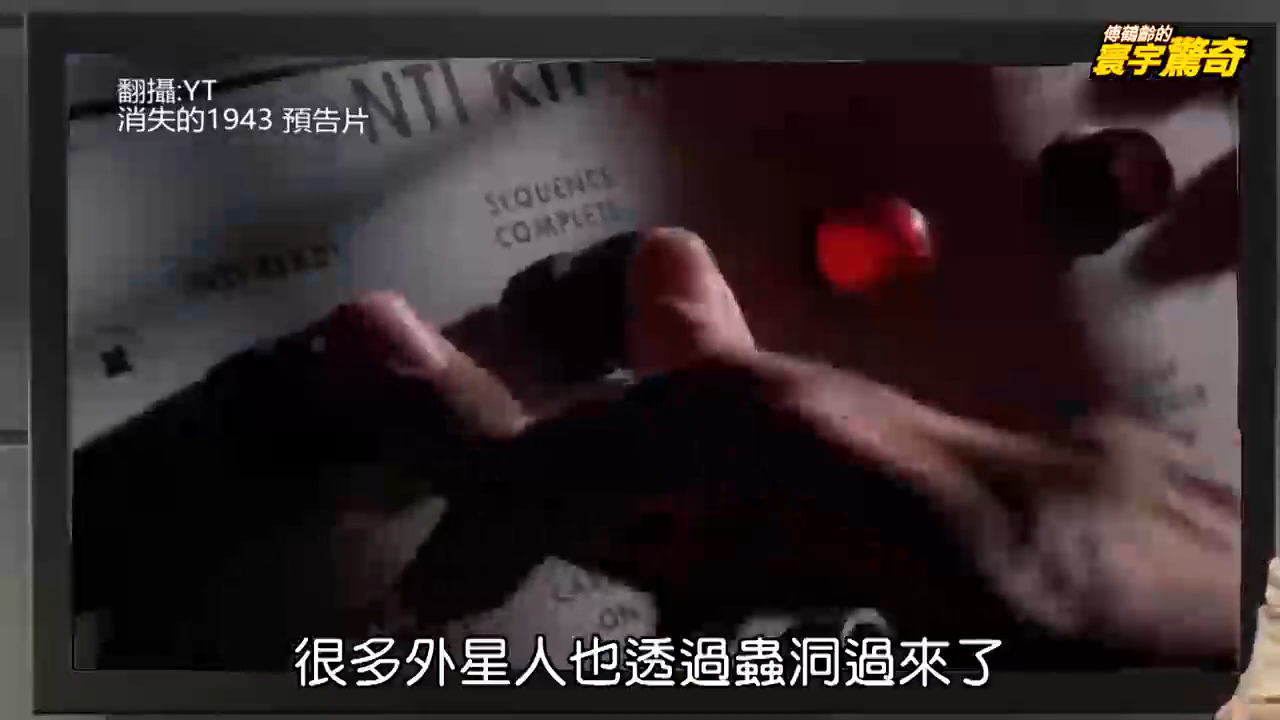 傅鶴齡的
寰宇驚奇
翻攝:YT
消失的1943 預告片
SEQUENCE
COMPLETE
ON
很多外星人也透過蟲洞過來了